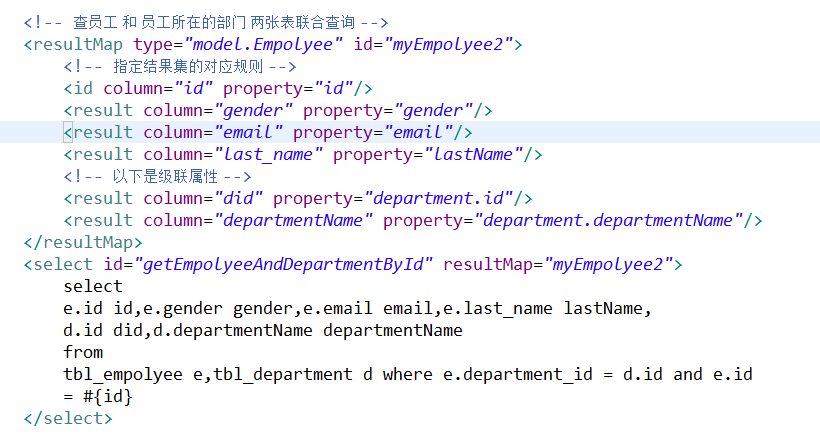 <!-- 查员工 和 员工所在的部门 两张表联合查询 -->
<resultMap type="model.Empolyee" id="myEmpolyee2">
<!-- 指定结果集的对应规则 -->
<id column="id" property="id"/>
<result column="gender" property="gender"/>
<result column="email" property="email"/>
<result column="last_name" property="lastName"/>
<!-- 以下是级联属性 -->
<result column="did" property="department.id"/>
<result column="departmentName" property="department.departmentName"/>
</resultMap>
<select id="getEmpolyeeAndDepartmentById" resultMap="myEmpolyee2">
select
e.id id,e.gender gender,e.email email,e.last_name lastName,
d.id did,d.departmentName departmentName
from
tbl_empolyee e,tbl_department d where e.department_id = d.id and e.id
= #{id}
</select>